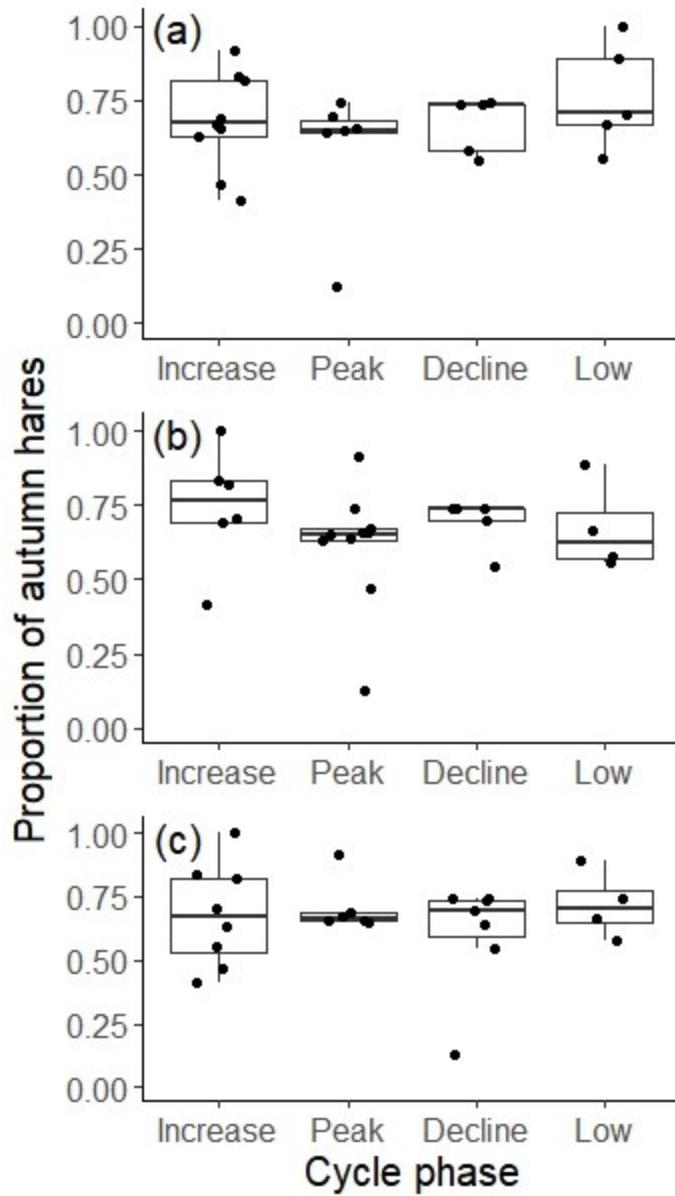 Proportion of autumn hares
(a)
1.00
0.75
0.50
0.25
0.00
Increase Peak Decline Low
(b)
1.00
0.75
0.50
0.25
0.00
Increase Peak Decline Low
(c)
1.00
0.75
0.50
0.25
0.00
Increase Peak Decline Low
Cycle phase